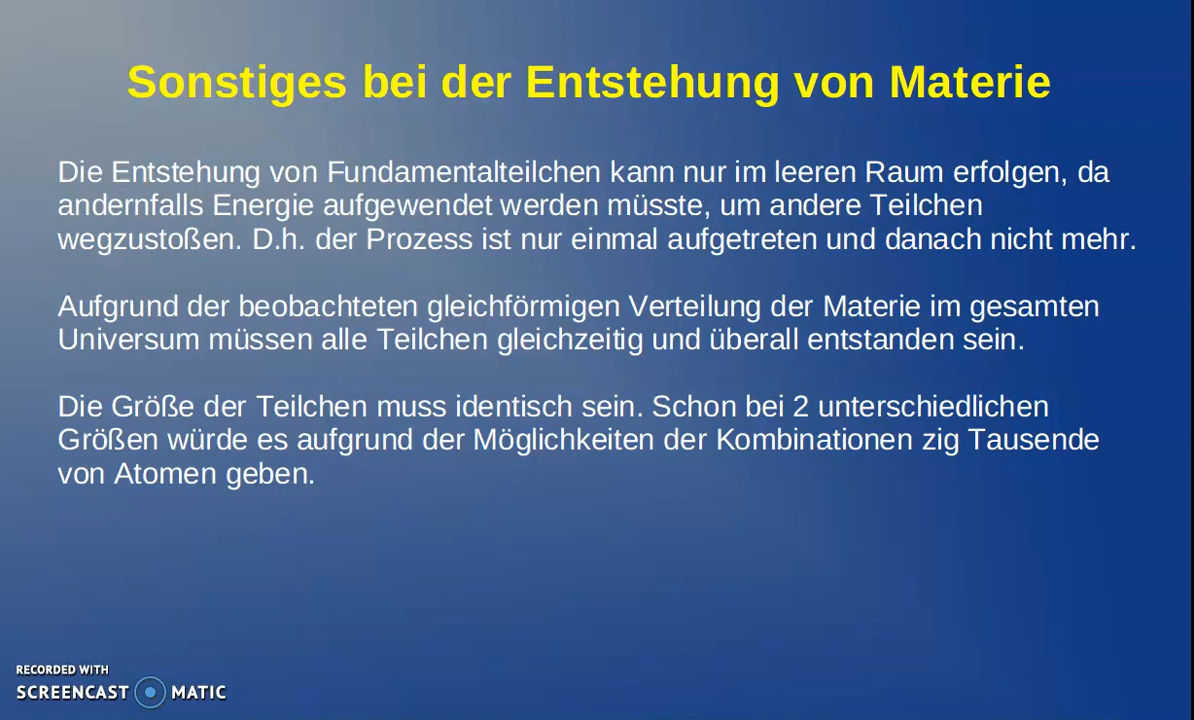 Sonstiges bei der Entstehung von Materie
Die Entstehung von Fundamentalteilchen kann nur im leeren Raum erfolgen, da
andernfalls Energie aufgewendet werden müsste, um andere Teilchen
wegzustoßen. D.h. der Prozess ist nur einmal aufgetreten und danach nicht mehr.
Aufgrund der beobachteten gleichförmigen Verteilung der Materie im gesamten
Universum müssen alle Teilchen gleichzeitig und überall entstanden sein.
Die Größe der Teilchen muss identisch sein. Schon bei 2 unterschiedlichen
Größen würde es aufgrund der Möglichkeiten der Kombinationen zig Tausende
von Atomen geben.
RECORDED WITH
SCREENCAST MATIC